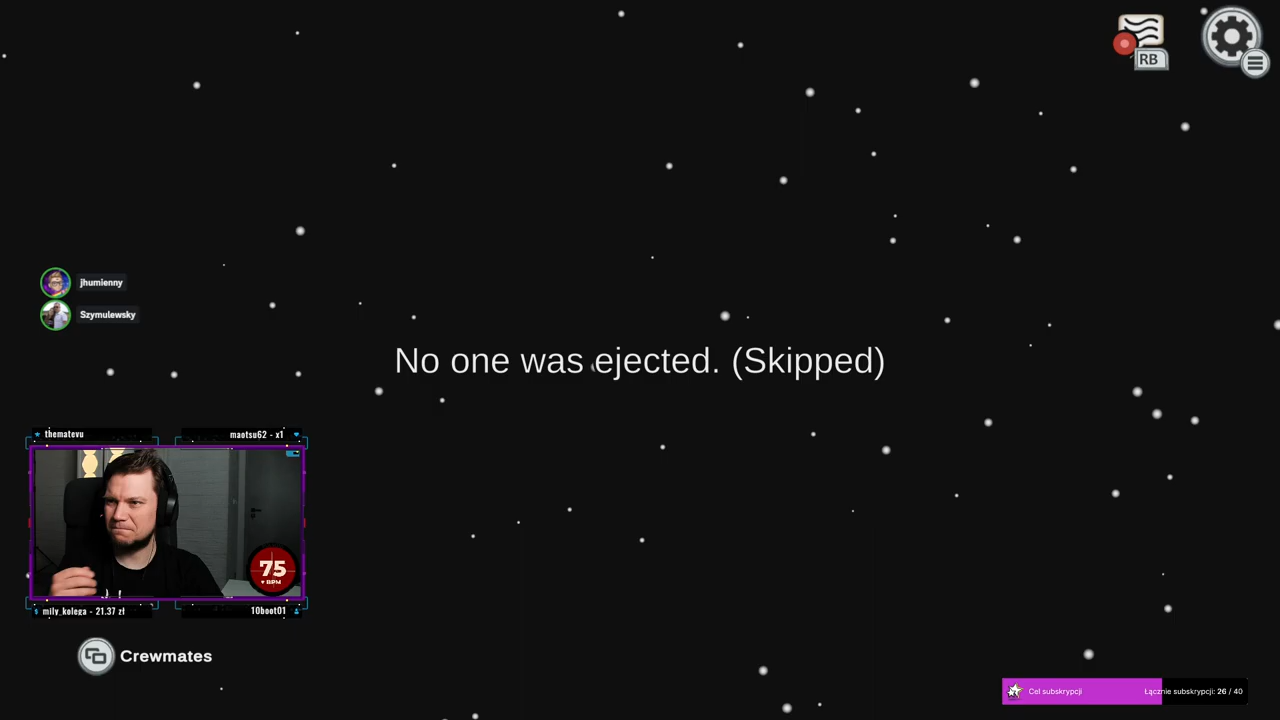 RB
jhumienny
Szymulewsky
No one was ejected. (Skipped)
thematevu
maotsu62 - x1
75
BPM
mily_kolega - 21.37 zł
10boot01
Crewmates
Cel subskrypcji
Łącznie subskrypcji: 26 / 40